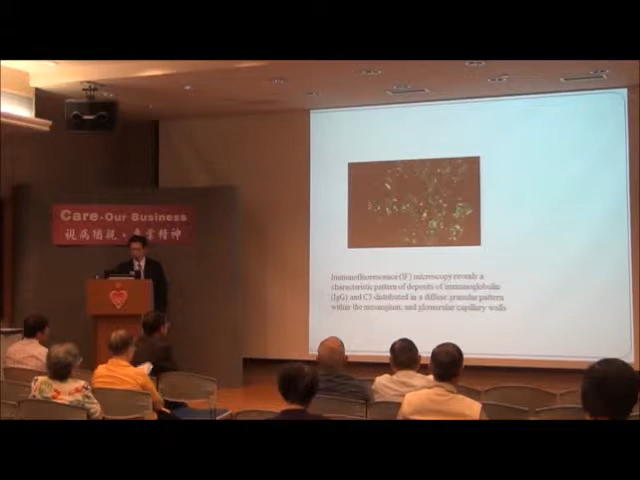 Care-Our Business
視病猶親、專業精神
Immunofluorescence (IF) microscopy reveals a
characteristic pattern of deposits of immunoglobulin
(IgG) and C3 distributed in a diffuse granular pattern
within the mesangium, and glomerular capillary walls